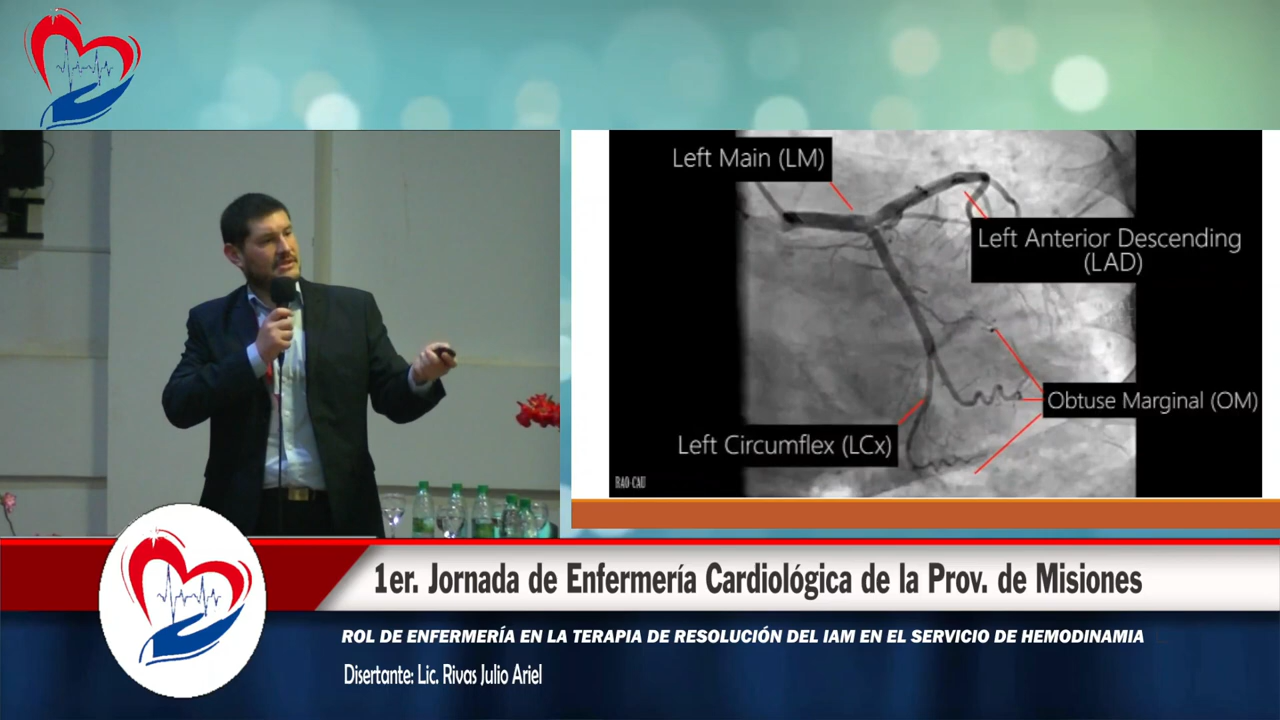 Left Main (LM)
Left Anterior Descending
(LAD)
Obtuse Marginal (OM)
Left Circumflex (LCx)
RAO-CAU
1er. Jornada de Enfermería Cardiológica de la Prov. de Misiones
ROL DE ENFERMERÍA EN LA TERAPIA DE RESOLUCIÓN DEL IAM EN EL SERVICIO DE HEMODINAMIA
Disertante: Lic. Rivas Julio Ariel